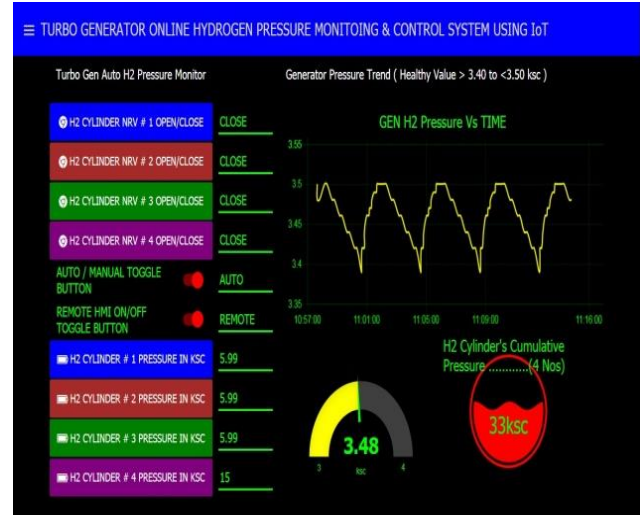 TURBO GENERATOR ONLINE HYDROGEN PRESSURE MONITOING & CONTROL SYSTEM USING IoT
Turbo Gen Auto H2 Pressure Monitor
Generator Pressure Trend ( Healthy Value > 3.40 to <3.50 ksc )
H2 CYLINDER NRV # 1 OPEN/CLOSE CLOSE
H2 CYLINDER NRV # 2 OPEN/CLOSE CLOSE
H2 CYLINDER NRV # 3 OPEN/CLOSE CLOSE
H2 CYLINDER NRV # 4 OPEN/CLOSE CLOSE
AUTO / MANUAL TOGGLE
BUTTON
AUTO
REMOTE HMI ON/OFF
TOGGLE BUTTON
REMOTE
H2 CYLINDER # 1 PRESSURE IN KSC 5.99
H2 CYLINDER # 2 PRESSURE IN KSC 5.99
H2 CYLINDER # 3 PRESSURE IN KSC 5.99
H2 CYLINDER # 4 PRESSURE IN KSC 15
GEN H2 Pressure Vs TIME
3.55
3.5
3.45
3.4
3.35
10:57:00 11:01:00 11:05:00 11:09:00 11:16:00
H2 Cylinder's Cumulative
Pressure ............(4 Nos)
3.48
3 ksc 4
33ksc